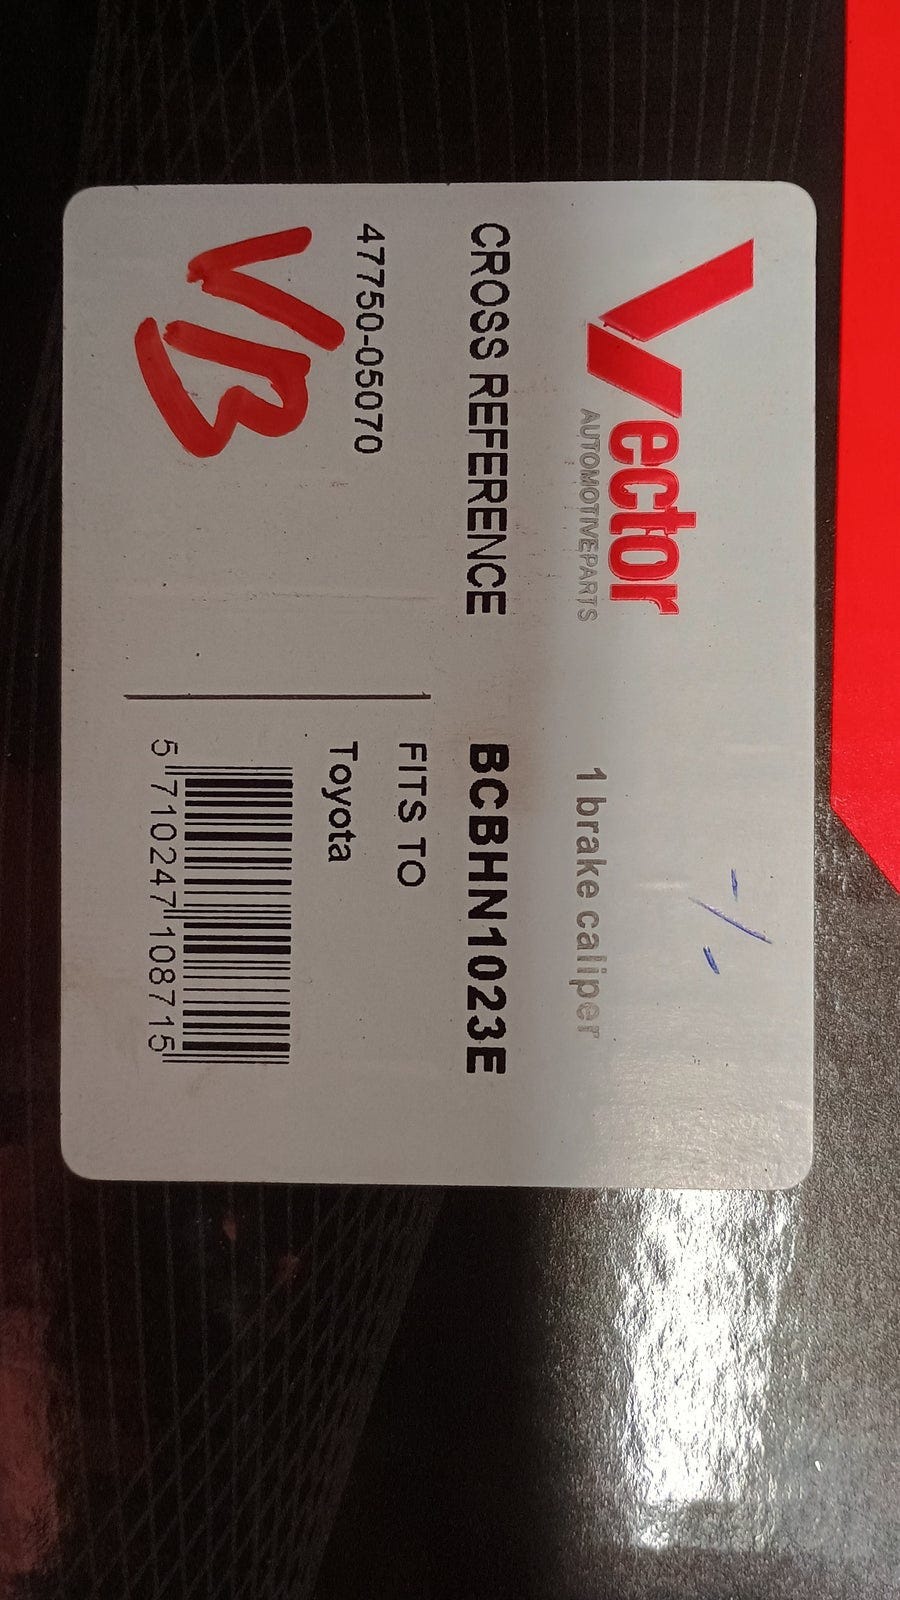 Vector
AUTOMOTIVEPARTS
1 brake caliper
CROSS REFERENCE
BCBHN1023E
47750-05070
FITS TO
Toyota
VB
5 710247 108715